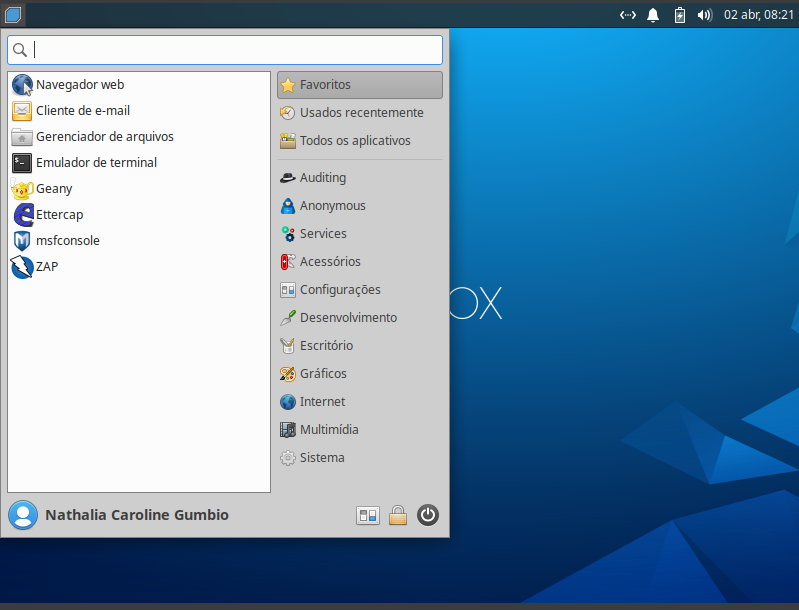 02 abr, 08:21
Navegador web
Cliente de e-mail
Gerenciador de arquivos
Emulador de terminal
Geany
Ettercap
msfconsole
ZAP
Favoritos
Usados recentemente
Todos os aplicativos
Auditing
Anonymous
Services
Acessórios
Configurações
Desenvolvimento
Escritório
Gráficos
Internet
Multimídia
Sistema
OX
Nathalia Caroline Gumbio